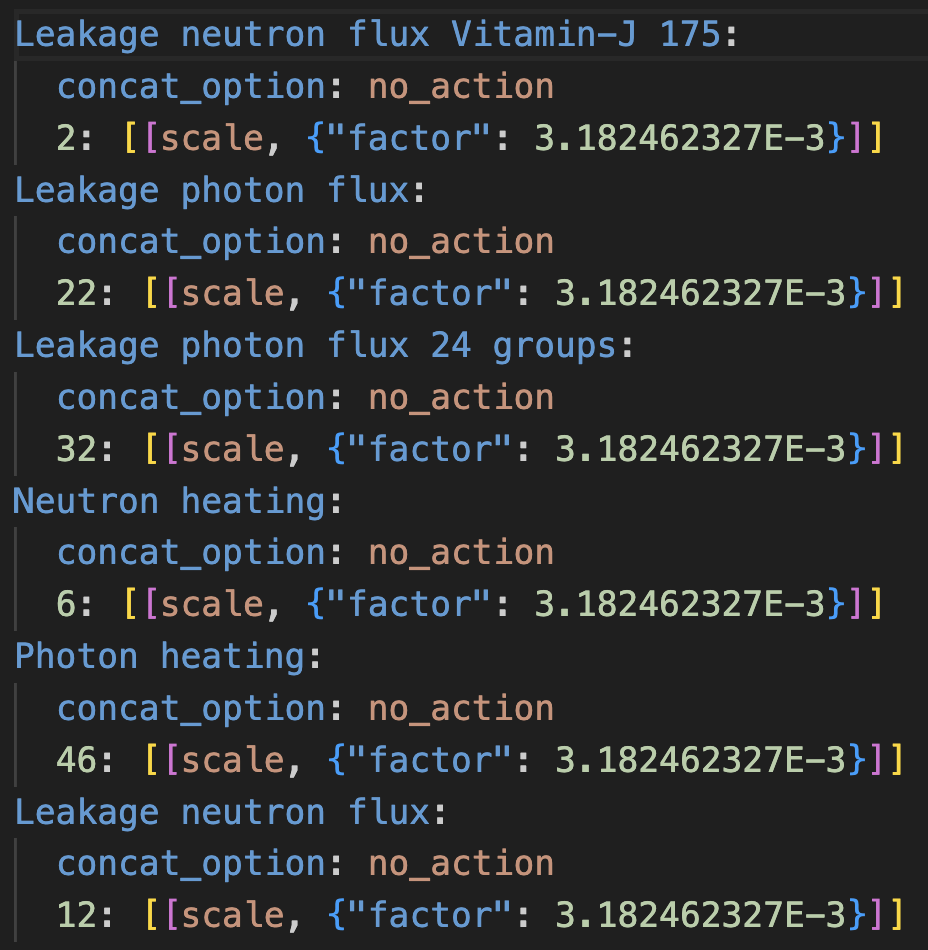 Leakage neutron flux Vitamin-J 175:
  concat_option: no_action
  2: [[scale, {"factor": 3.182462327E-3}]]
Leakage photon flux:
  concat_option: no_action
  22: [[scale, {"factor": 3.182462327E-3}]]
Leakage photon flux 24 groups:
  concat_option: no_action
  32: [[scale, {"factor": 3.182462327E-3}]]
Neutron heating:
  concat_option: no_action
  6: [[scale, {"factor": 3.182462327E-3}]]
Photon heating:
  concat_option: no_action
  46: [[scale, {"factor": 3.182462327E-3}]]
Leakage neutron flux:
  concat_option: no_action
  12: [[scale, {"factor": 3.182462327E-3}]]